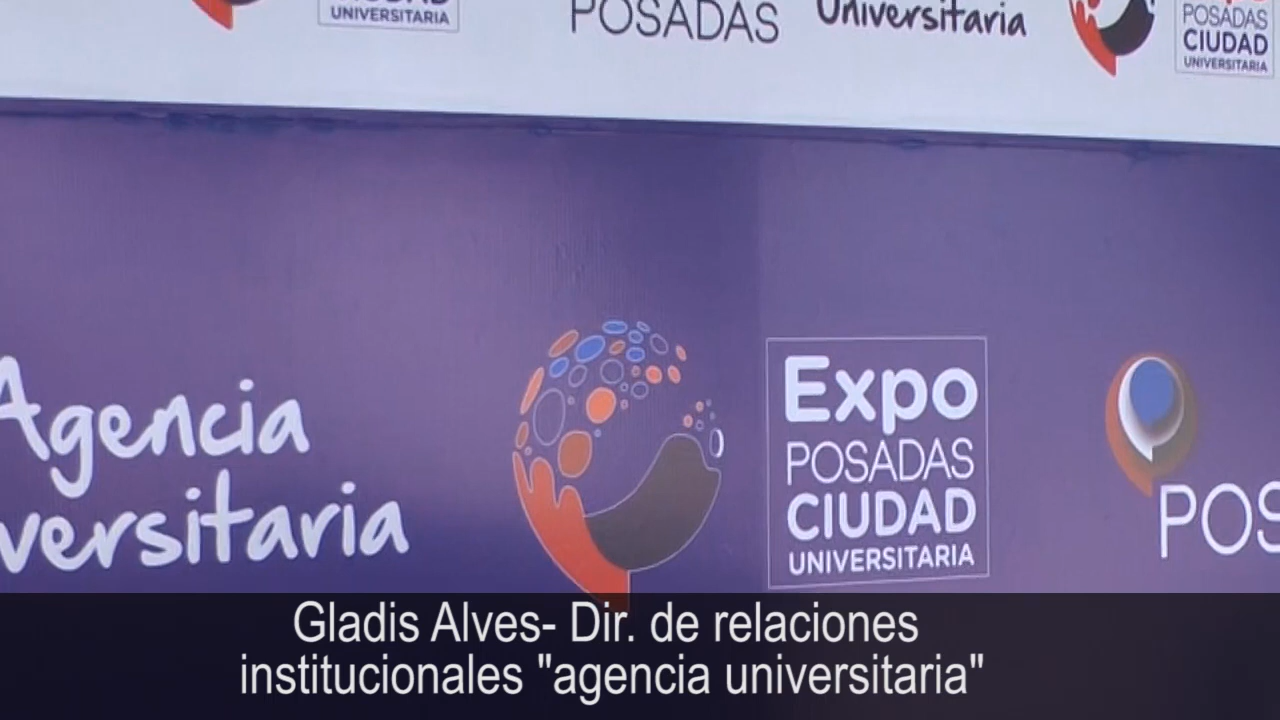 UNIVERSITARIA
POSADAS
Universitaria
POSADAS
CIUDAD
UNIVERSITARIA
Agencia
versitaria
Expo
POSADAS
CIUDAD
UNIVERSITARIA
POS
Gladis Alves- Dir. de relaciones
institucionales "agencia universitaria"